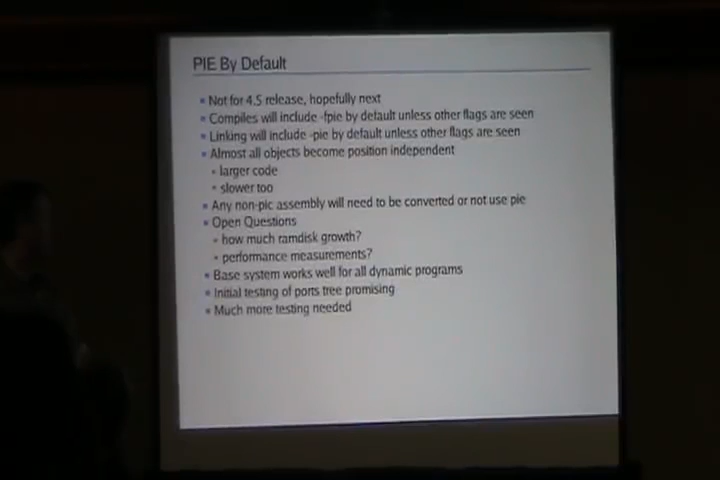 PIE By Default
Not for 4.5 release, hopefully next
Compiles will include -fpie by default unless other flags are seen
Linking will include -pie by default unless other flags are seen
Almost all objects become position independent
larger code
slower too
Any non-pic assembly will need to be converted or not use pie
Open Questions
how much ramdisk growth?
performance measurements?
Base system works well for all dynamic programs
Initial testing of ports tree promising
Much more testing needed